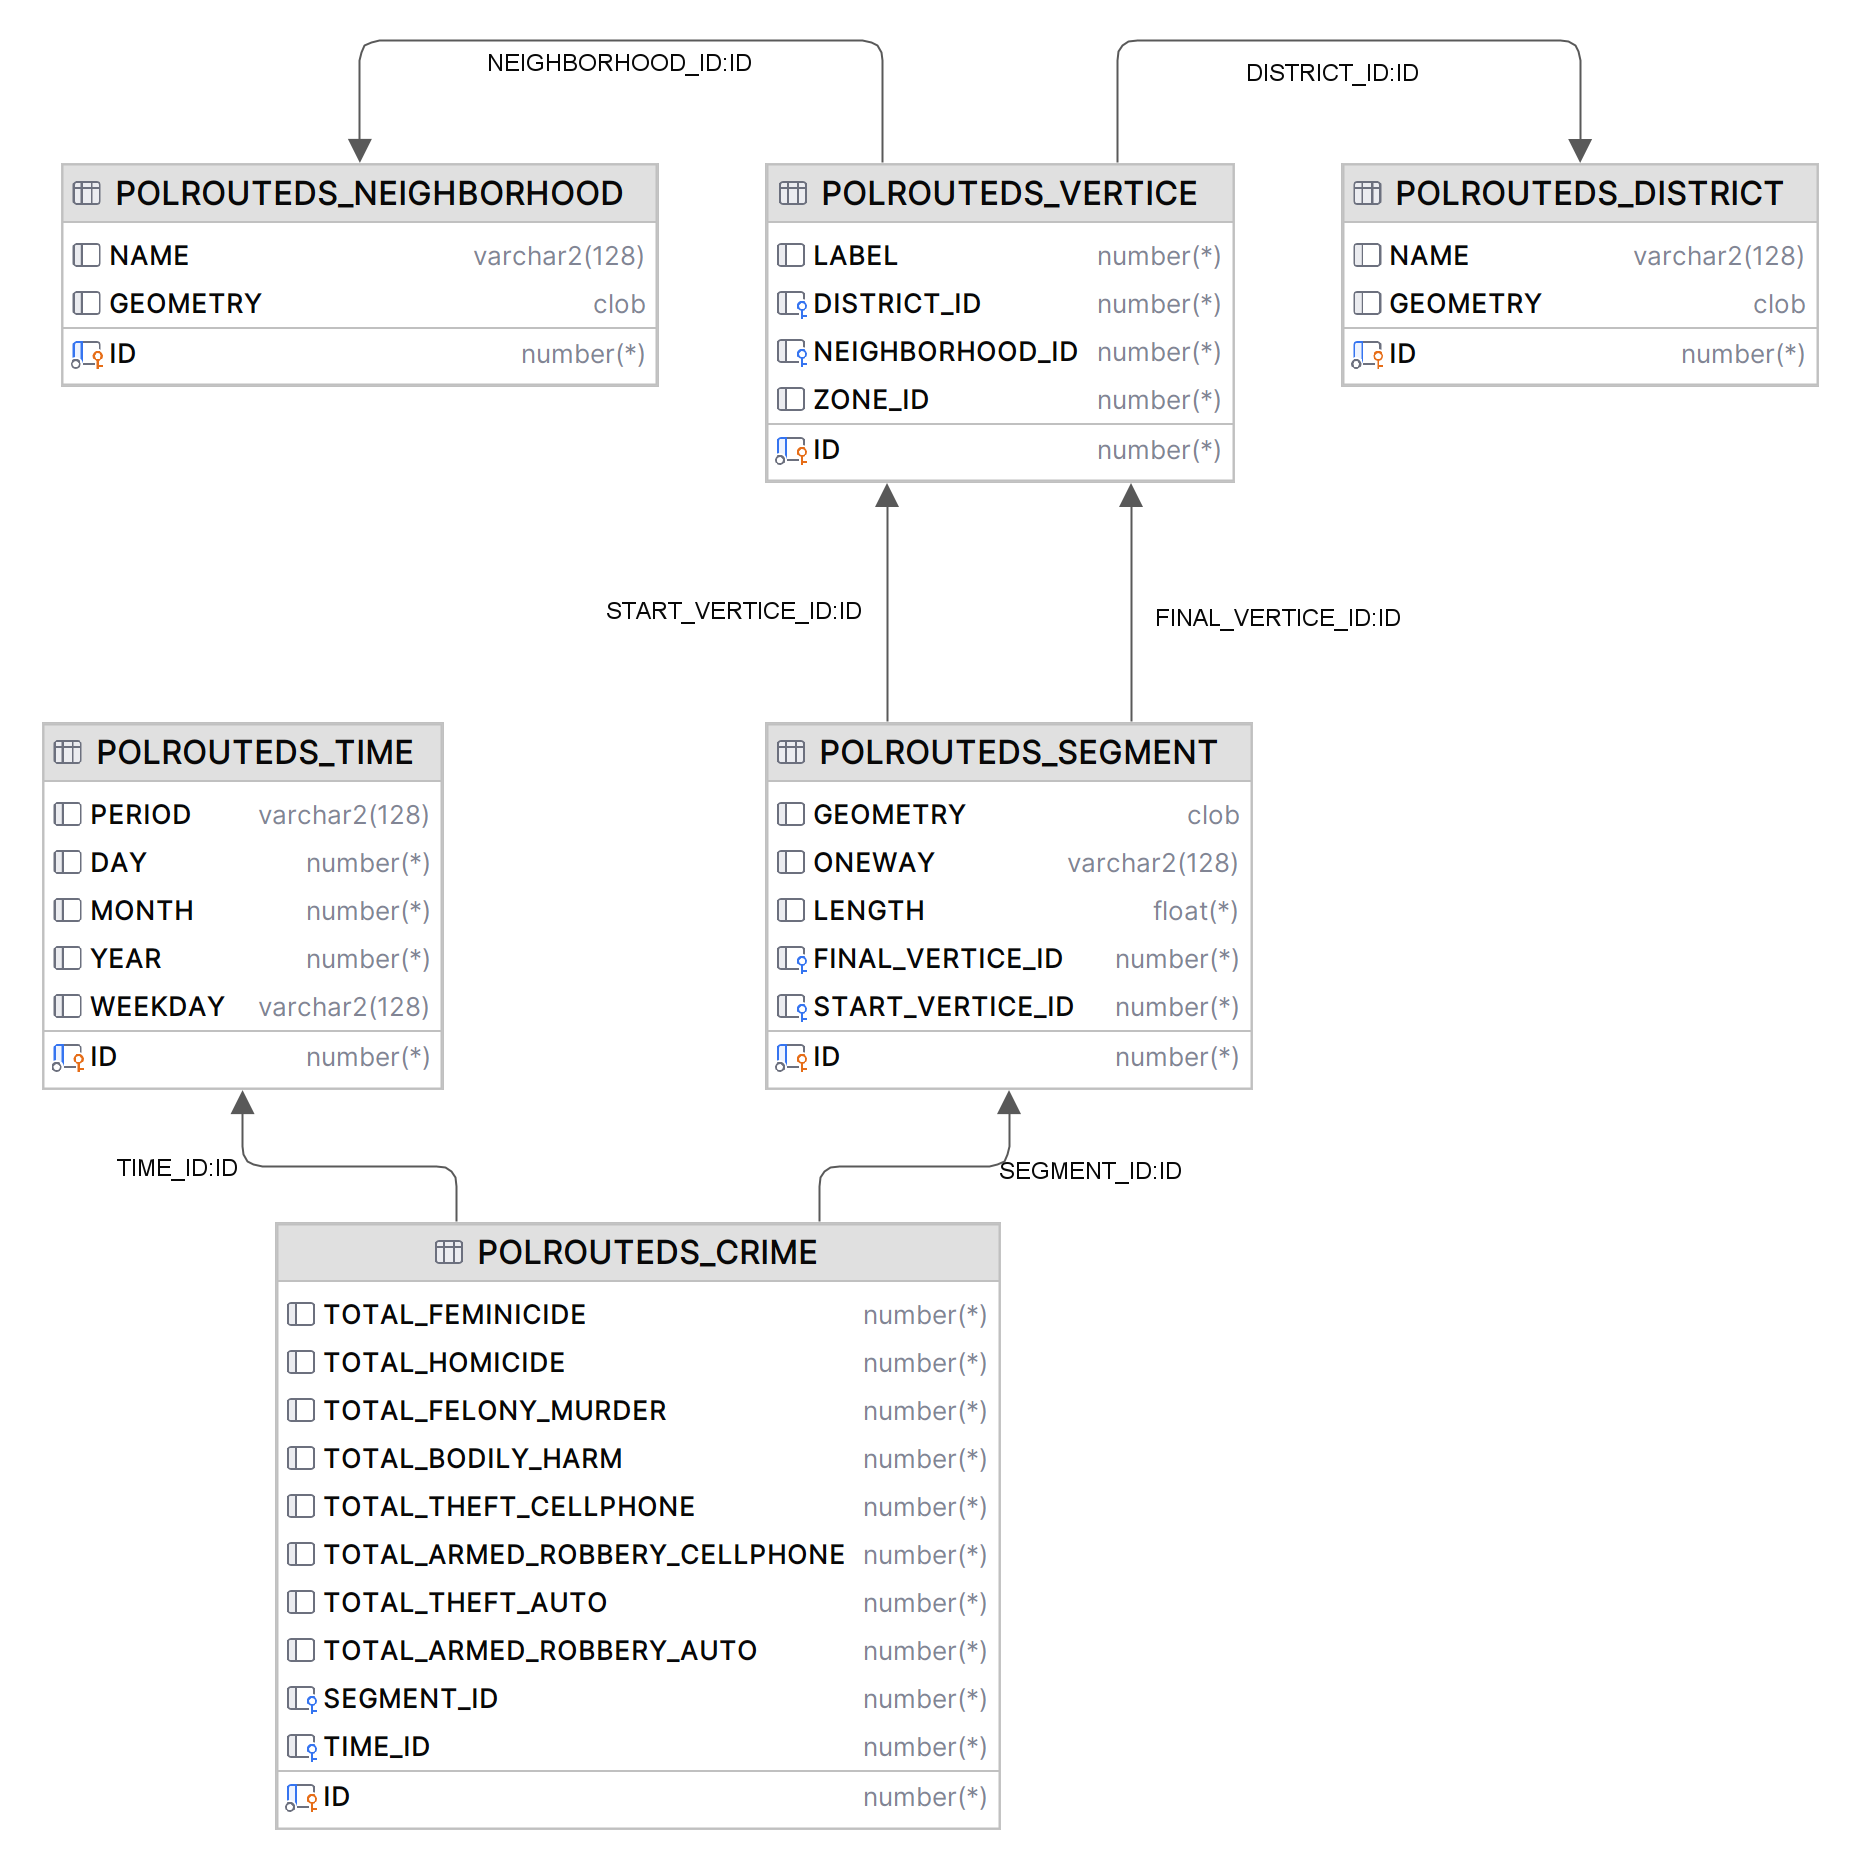 NEIGHBORHOOD_ID:ID
DISTRICT_ID:ID
POLROUTEDS_NEIGHBORHOOD
NAME varchar2(128)
GEOMETRY clob
ID number(*)
POLROUTEDS_VERTICE
LABEL number(*)
DISTRICT_ID number(*)
NEIGHBORHOOD_ID number(*)
ZONE_ID number(*)
ID number(*)
POLROUTEDS_DISTRICT
NAME varchar2(128)
GEOMETRY clob
ID number(*)
START_VERTICE_ID:ID
FINAL_VERTICE_ID:ID
POLROUTEDS_TIME
PERIOD varchar2(128)
DAY number(*)
MONTH number(*)
YEAR number(*)
WEEKDAY varchar2(128)
ID number(*)
POLROUTEDS_SEGMENT
GEOMETRY clob
ONEWAY varchar2(128)
LENGTH float(*)
FINAL_VERTICE_ID number(*)
START_VERTICE_ID number(*)
ID number(*)
TIME_ID:ID
SEGMENT_ID:ID
POLROUTEDS_CRIME
TOTAL_FEMINICIDE number(*)
TOTAL_HOMICIDE number(*)
TOTAL_FELONY_MURDER number(*)
TOTAL_BODILY_HARM number(*)
TOTAL_THEFT_CELLPHONE number(*)
TOTAL_ARMED_ROBBERY_CELLPHONE number(*)
TOTAL_THEFT_AUTO number(*)
TOTAL_ARMED_ROBBERY_AUTO number(*)
SEGMENT_ID number(*)
TIME_ID number(*)
ID number(*)